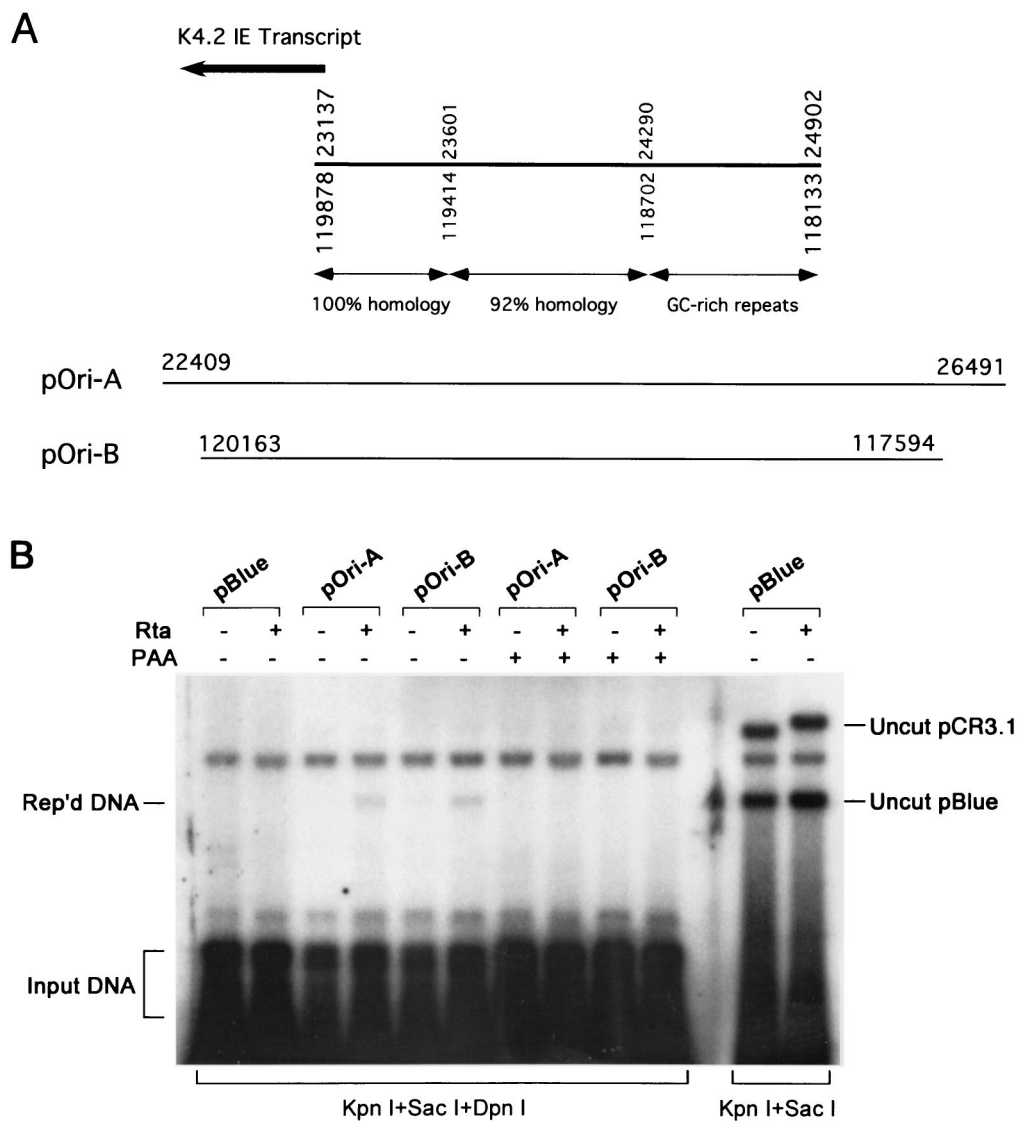 A
K4.2 IE Transcript
23137 23601 24290 24902
119878 119414 118702 118133
100% homology 92% homology GC-rich repeats
pOri-A 22409 26491
pOri-B 120163 117594
B
pBlue pOri-A pOri-B pOri-A pOri-B pBlue
Rta - + - + - + - + - + - +
PAA - - - - - - + + + + - -
Uncut pCR3.1
Rep'd DNA Uncut pBlue
Input DNA
Kpn I+Sac I+Dpn I Kpn I+Sac I